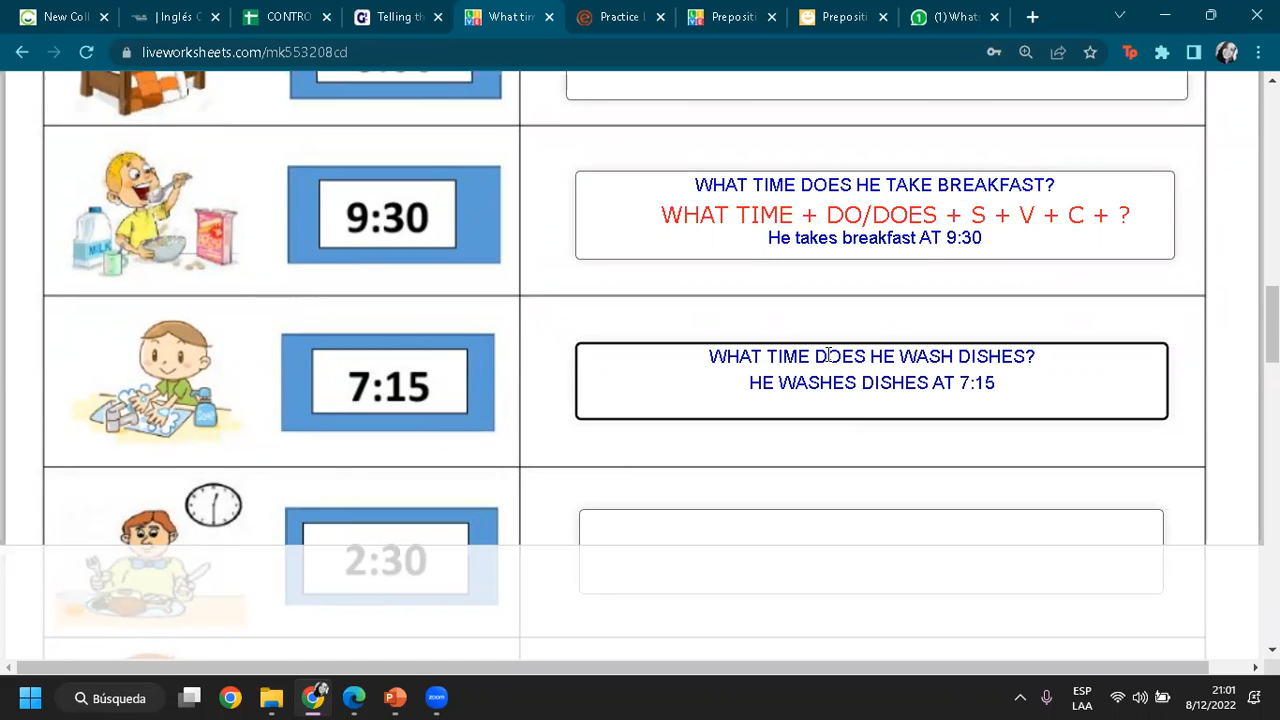 New Coll
| Inglés C
CONTRO
Telling th
What tim
Practice l
Prepositi
Prepositi
(1) Whats
liveworksheets.com/mk553208cd
9:30
WHAT TIME DOES HE TAKE BREAKFAST?
WHAT TIME + DO/DOES + S + V + C + ?
He takes breakfast AT 9:30
MILK
7:15
WHAT TIME DOES HE WASH DISHES?
HE WASHES DISHES AT 7:15
2:30
Búsqueda
zoom
ESP
LAA
21:01
8/12/2022